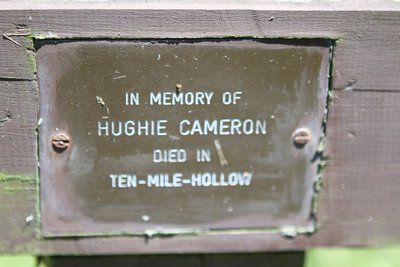 IN MEMORY OF
HUGHIE CAMERON
DIED IN
TEN-MILE-HOLLOW